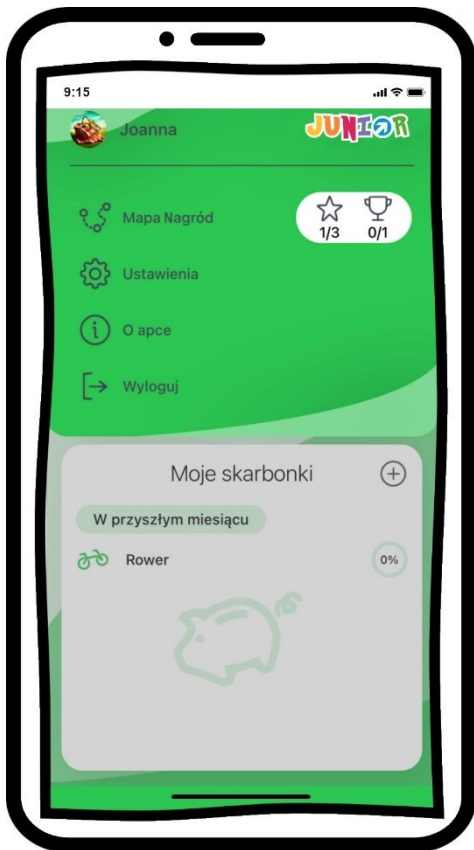 9:15
Joanna
JUNIOR
Mapa Nagród
1/3
0/1
Ustawienia
O apce
Wyloguj
Moje skarbonki
W przyszłym miesiącu
Rower
0%